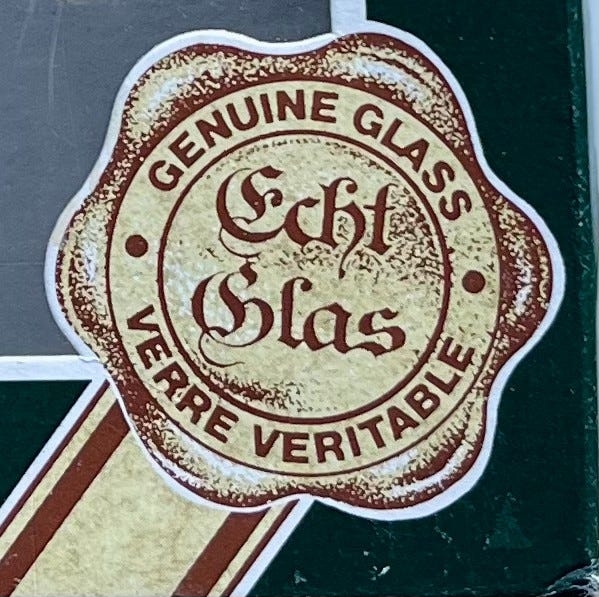 GENUINE GLASS
Echt
Glas
VERRE VERITABLE